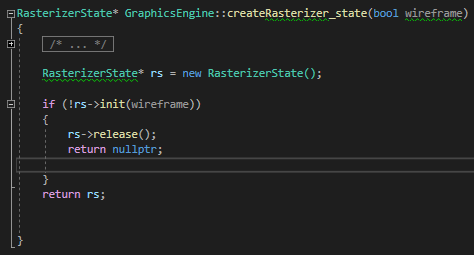 RasterizerState* GraphicsEngine::createRasterizer_state(bool wireframe)
{
/* ... */
RasterizerState* rs = new RasterizerState();
if (!rs->init(wireframe))
{
rs->release();
return nullptr;
}
return rs;
}